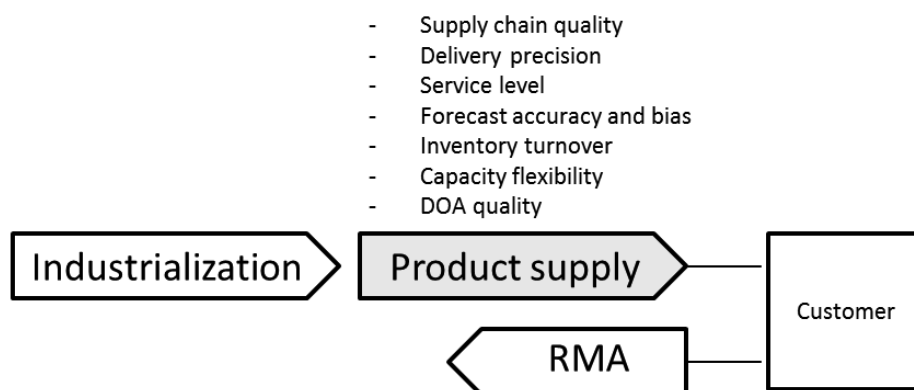 - Supply chain quality
- Delivery precision
- Service level
- Forecast accuracy and bias
- Inventory turnover
- Capacity flexibility
- DOA quality
Industrialization
Product supply
Customer
RMA